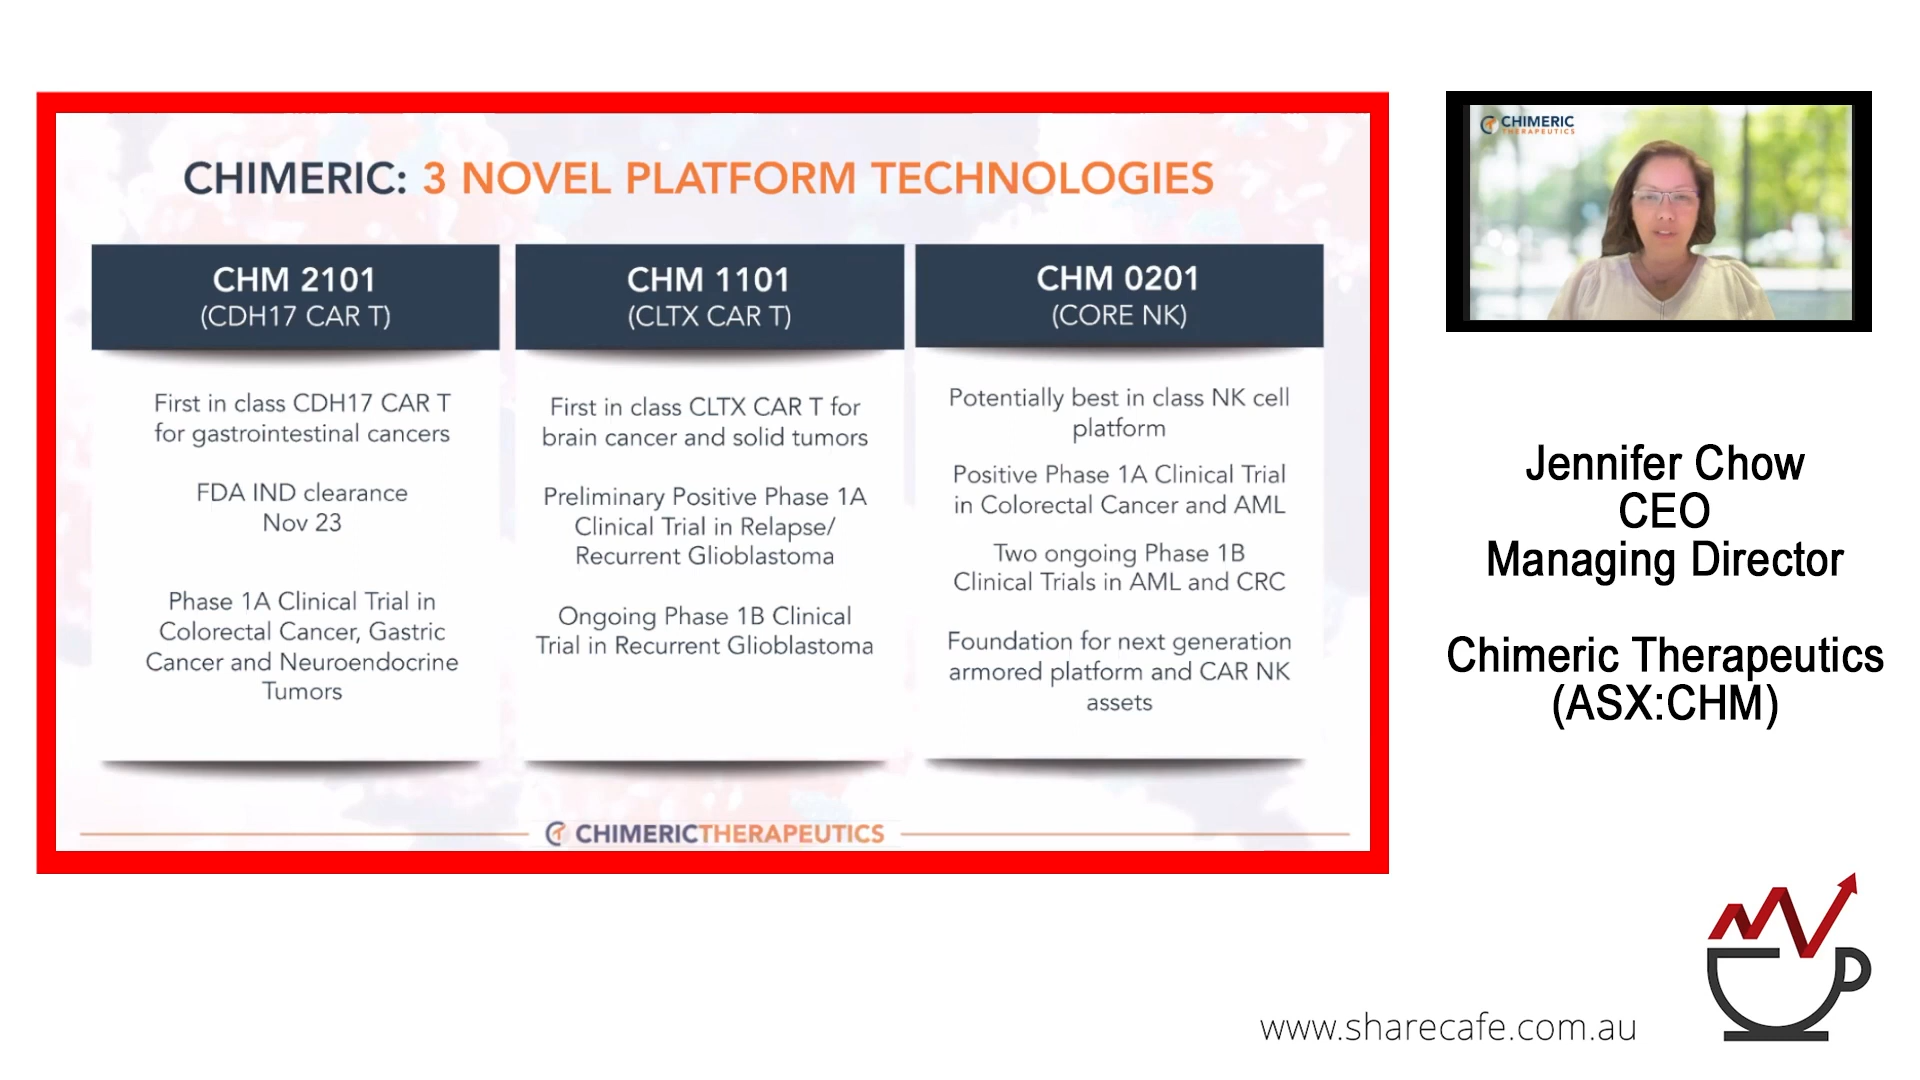 CHIMERIC: 3 NOVEL PLATFORM TECHNOLOGIES
CHM 2101
(CDH17 CAR T)
First in class CDH17 CAR T
for gastrointestinal cancers
FDA IND clearance
Nov 23
Phase 1A Clinical Trial in
Colorectal Cancer, Gastric
Cancer and Neuroendocrine
Tumors
CHM 1101
(CLTX CAR T)
First in class CLTX CAR T for
brain cancer and solid tumors
Preliminary Positive Phase 1A
Clinical Trial in Relapse/
Recurrent Glioblastoma
Ongoing Phase 1B Clinical
Trial in Recurrent Glioblastoma
CHM 0201
(CORE NK)
Potentially best in class NK cell
platform
Positive Phase 1A Clinical Trial
in Colorectal Cancer and AML
Two ongoing Phase 1B
Clinical Trials in AML and CRC
Foundation for next generation
armored platform and CAR NK
assets
CHIMERICTHERAPEUTICS
CHIMERIC
THERAPEUTICS
Jennifer Chow
CEO
Managing Director
Chimeric Therapeutics
(ASX:CHM)
www.sharecafe.com.au